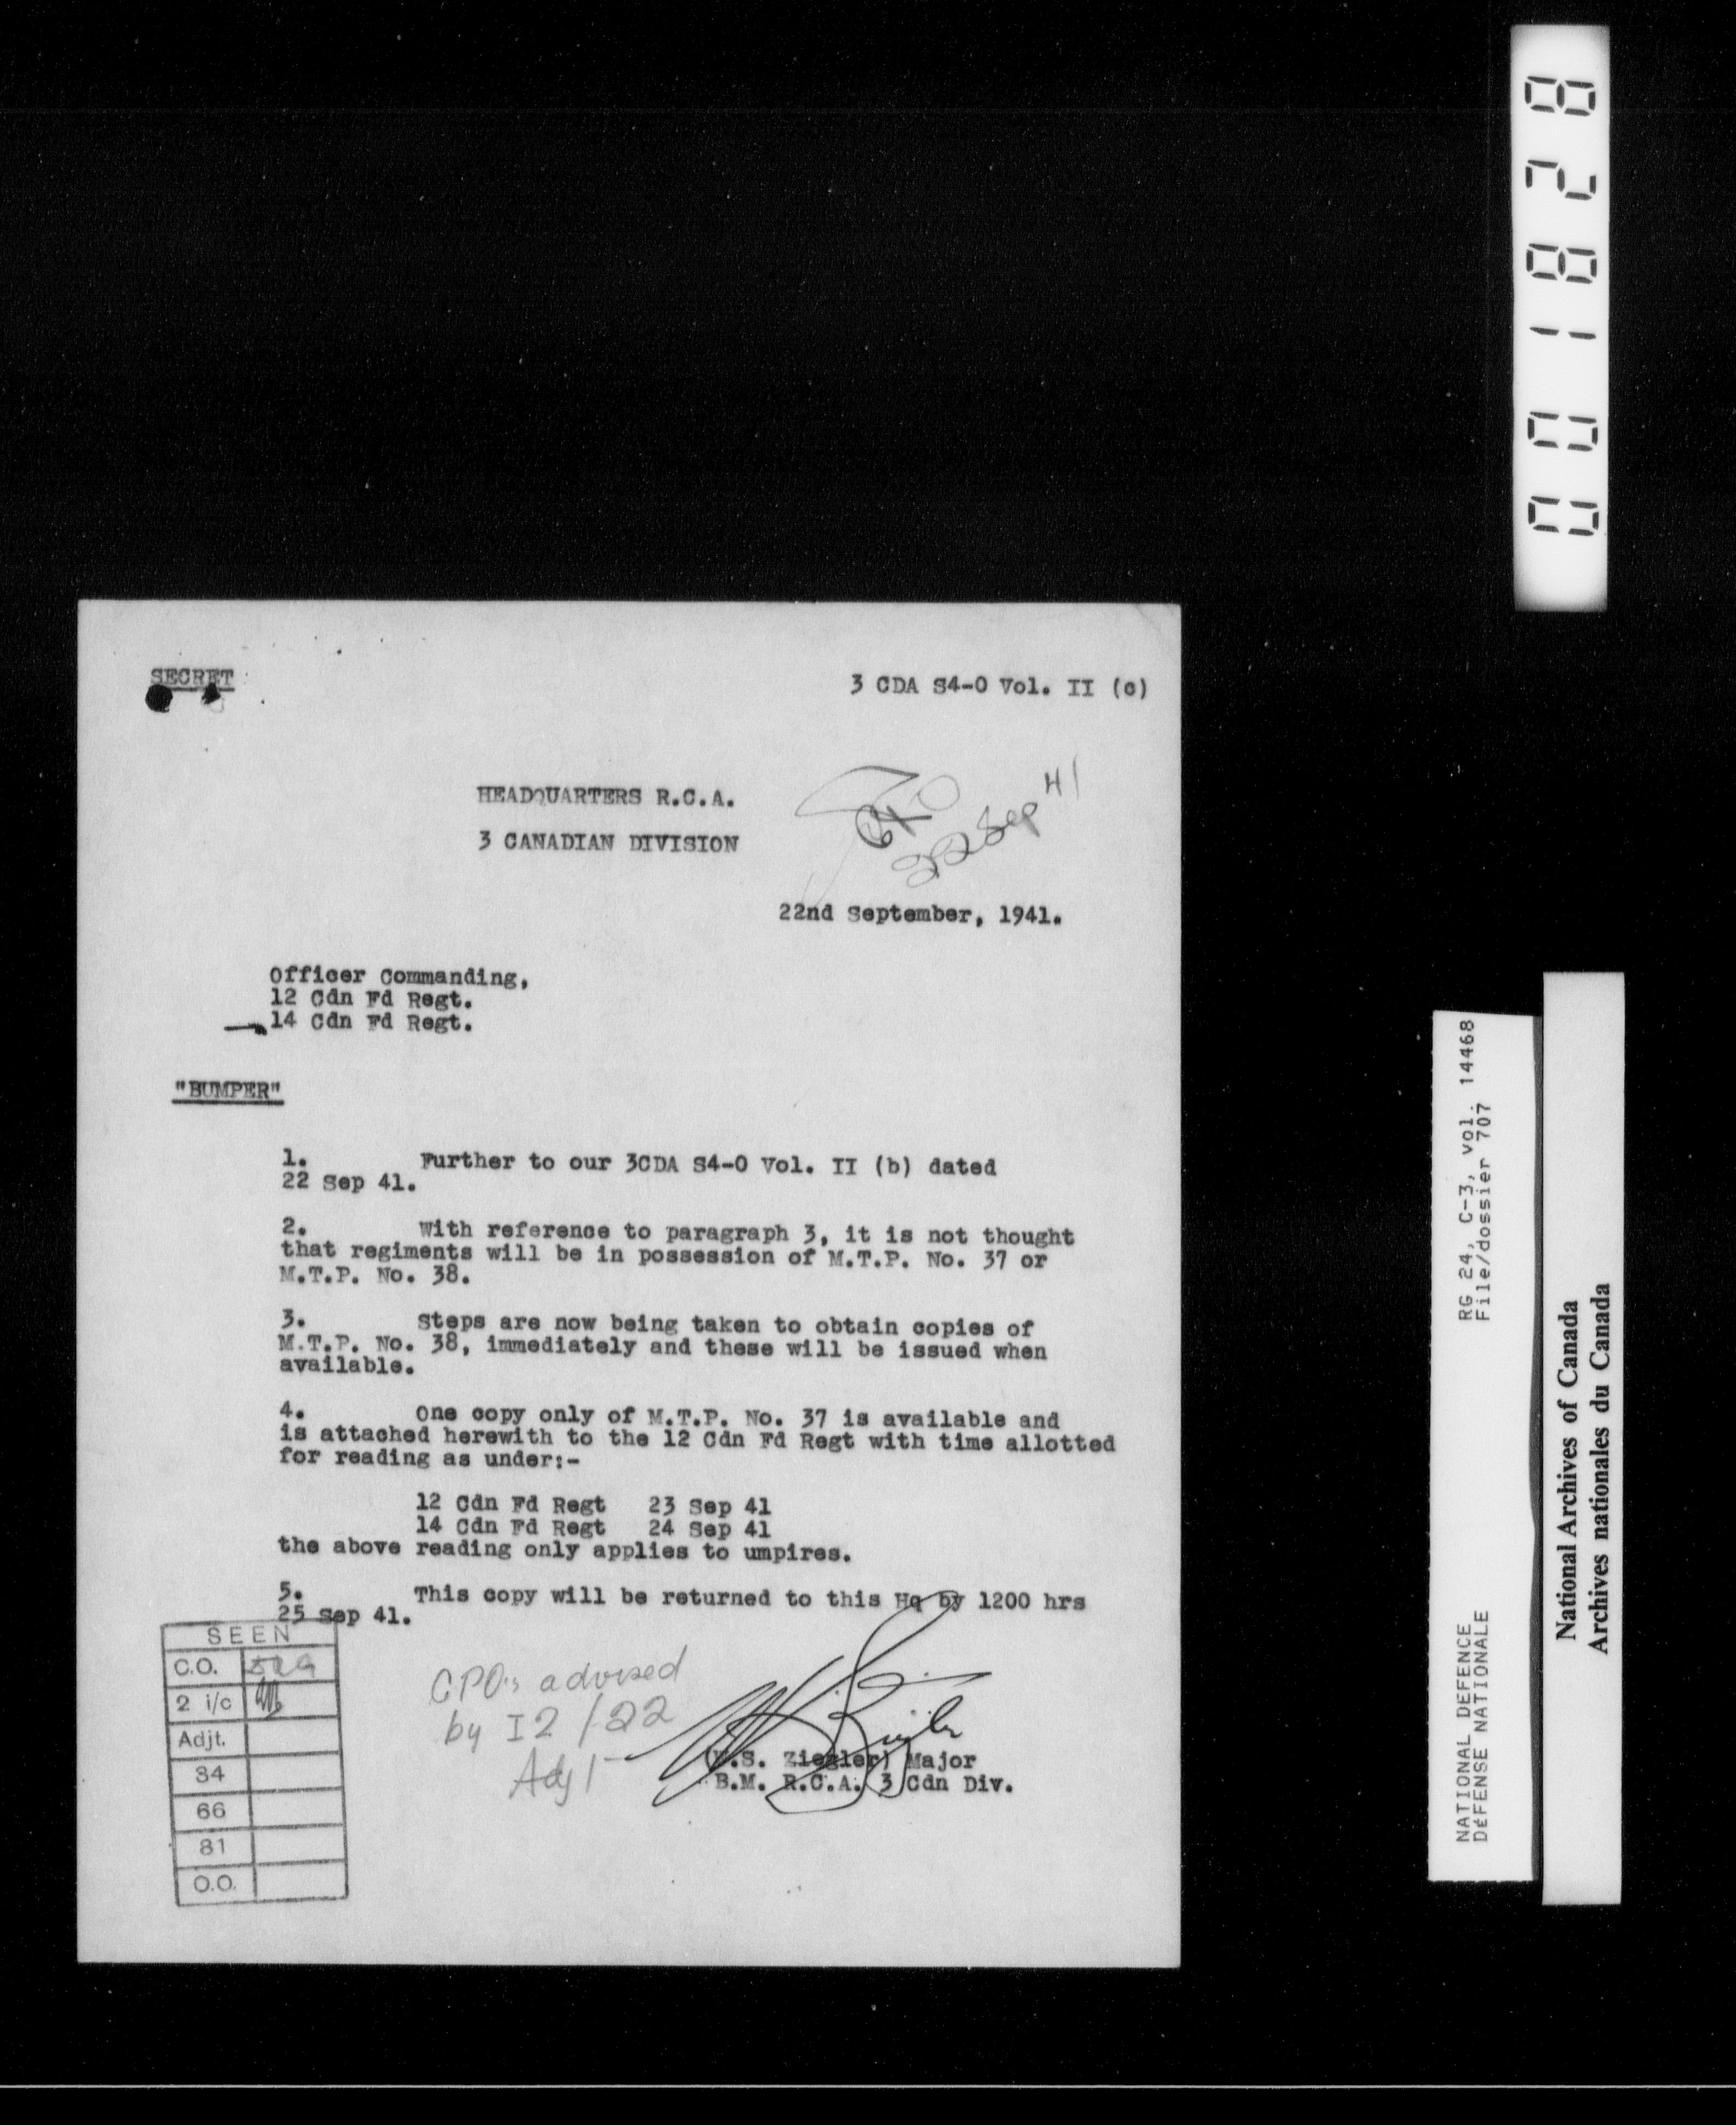 001828
SECRET
3 CDA S4-0 Vol. II (c)
HEADQUARTERS R.C.A.
3 CANADIAN DIVISION
22 Sep 41
22nd September, 1941.
Officer Commanding,
12 Cdn Fd Regt.
14 Cdn Fd Regt.
"BUMPER"
1. Further to our 3CDA S4-0 Vol. II (b) dated
22 Sep 41.
2. With reference to paragraph 3, it is not thought
that regiments will be in possession of M.T.P. No. 37 or
M.T.P. No. 38.
3. Steps are now being taken to obtain copies of
M.T.P. No. 38, immediately and these will be issued when
available.
4. One copy only of M.T.P. No. 37 is available and
is attached herewith to the 12 Cdn Fd Regt with time allotted
for reading as under:-
12 Cdn Fd Regt 23 Sep 41
14 Cdn Fd Regt 24 Sep 41
the above reading only applies to umpires.
5. This copy will be returned to this Hq by 1200 hrs
25 Sep 41.
CPO's advised
by I2 /22
Adjt
(W.S. Ziegler) Major
B.M. R.C.A. 3 Cdn Div.
SEEN
C.O.
2 i/c
Adjt.
34
66
81
O.O.
NATIONAL DEFENCE RG 24, C-3, vol. 14468
DÉFENSE NATIONALE File/dossier 707
National Archives of Canada
Archives nationales du Canada